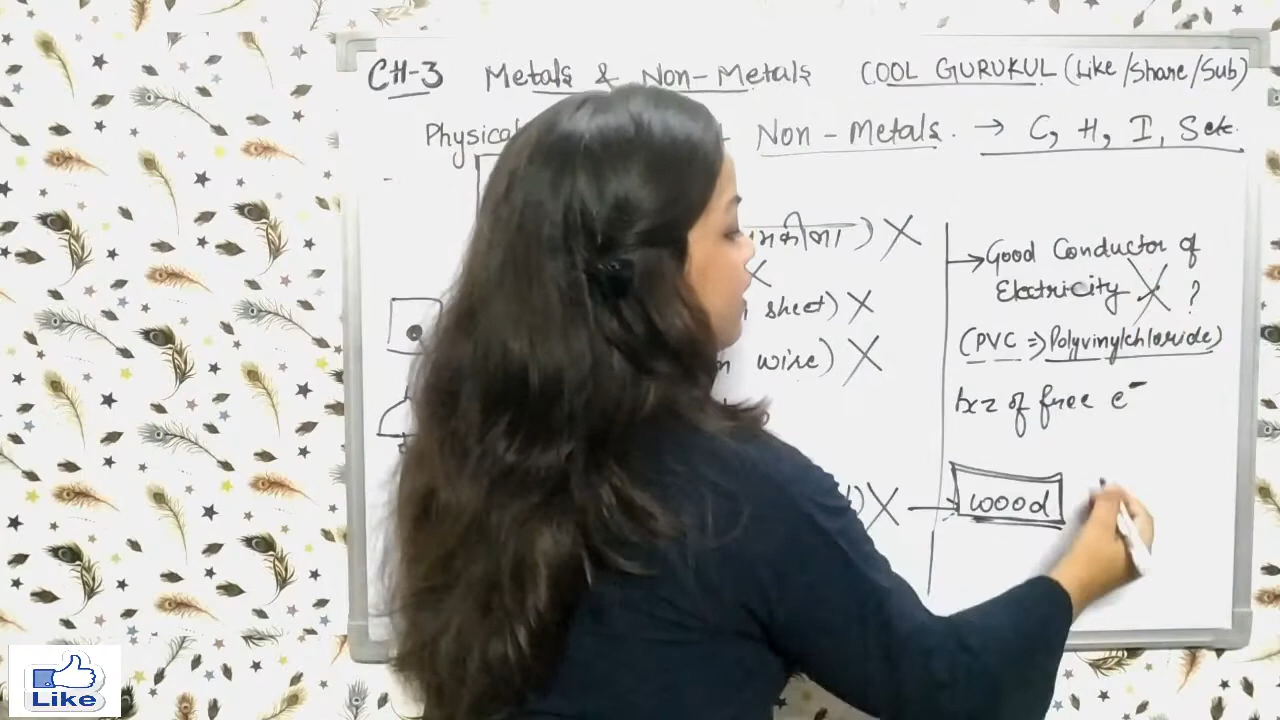 CH-3 Metals & Non-Metals COOL GURUKUL (Like/Share/Sub)
Physical Non-Metals. → C, H, I, S etc.
) X
→ Good Conductor of
X
Electricity X ?
sheet) X
(PVC ⇒ Polyvinylchloride)
wire) X
bcz of free e⁻
) X → wood
Like